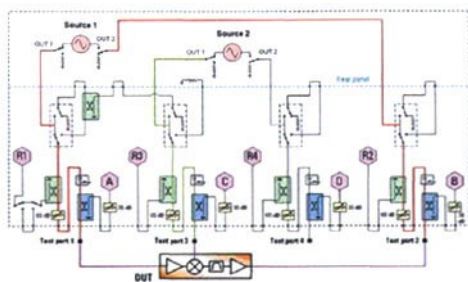 Source 1
OUT 1
OUT 2
Source 2
OUT 1
OUT 2
Rear panel
R1
A
R3
C
R4
D
R2
B
Test port 1
Test port 3
Test port 4
Test port 2
DUT